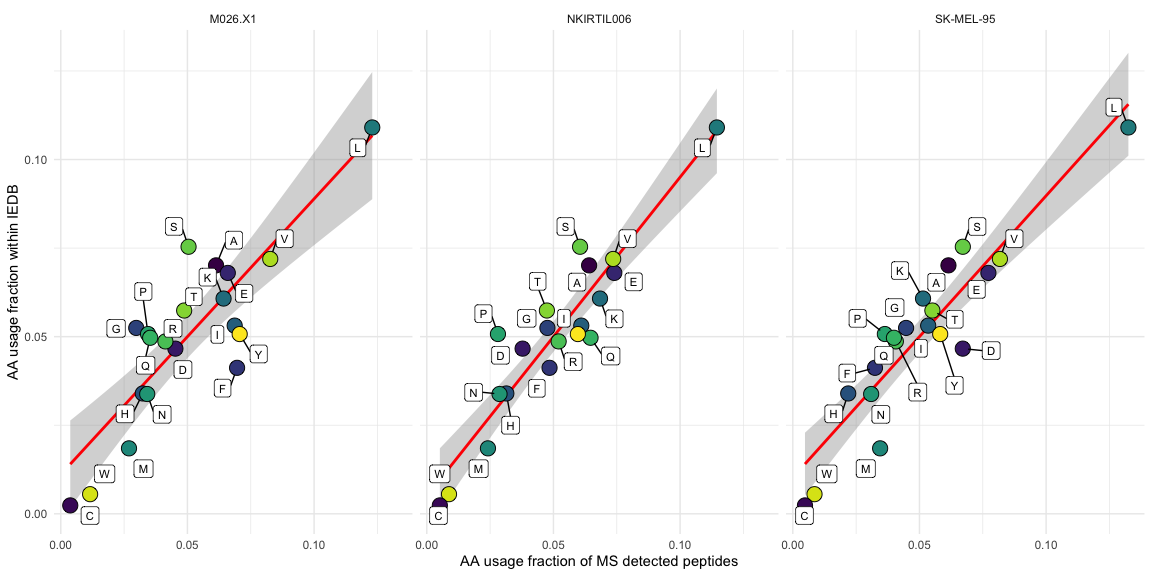 M026.X1 NKIRTIL006 SK-MEL-95
AA usage fraction within IEDB
0.10
0.05
0.00
L
S
A
V
K
E
P
T
G
R
I
Y
Q
D
F
H
N
M
W
C
L
S
V
A
E
T
P
G
I
K
D
R
Q
F
N
H
W
M
C
L
S
V
K
A
E
G
P
T
I
D
Q
F
Y
R
H
N
M
W
C
0.00 0.05 0.10 0.00 0.05 0.10 0.00 0.05 0.10
AA usage fraction of MS detected peptides